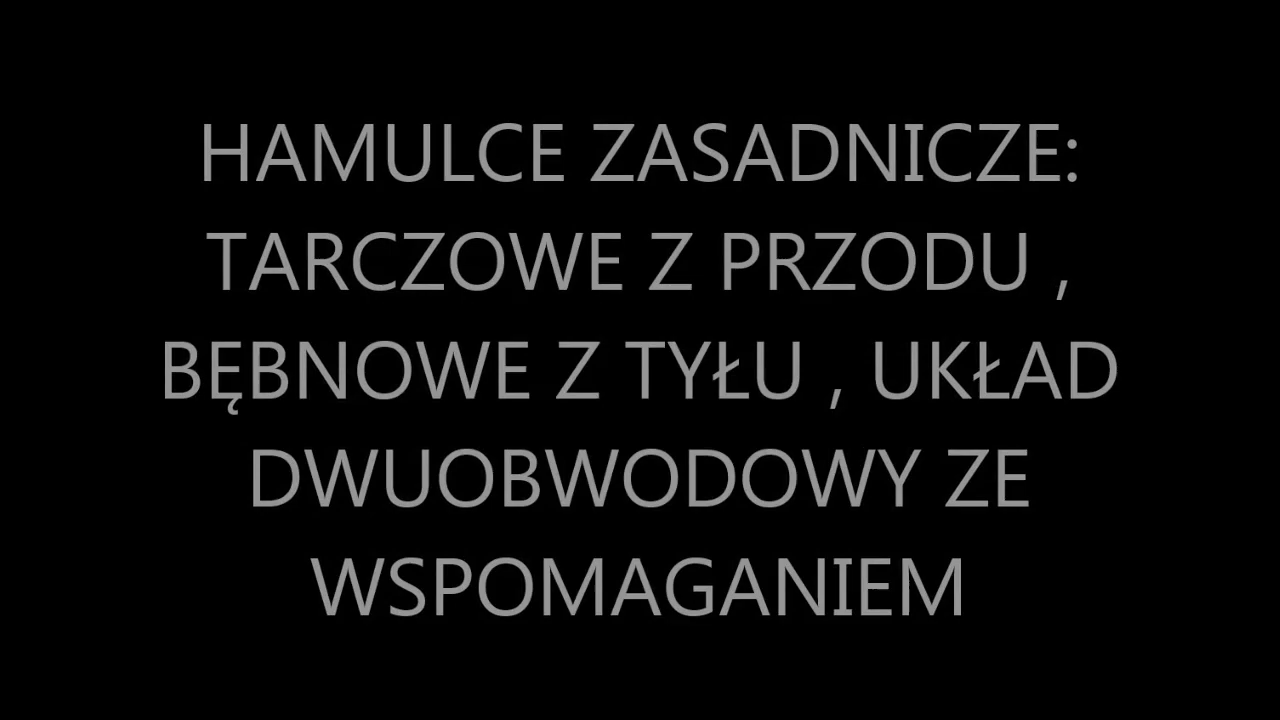 HAMULCE ZASADNICZE:
TARCZOWE Z PRZODU ,
BĘBNOWE Z TYŁU , UKŁAD
DWUOBWODOWY ZE
WSPOMAGANIEM